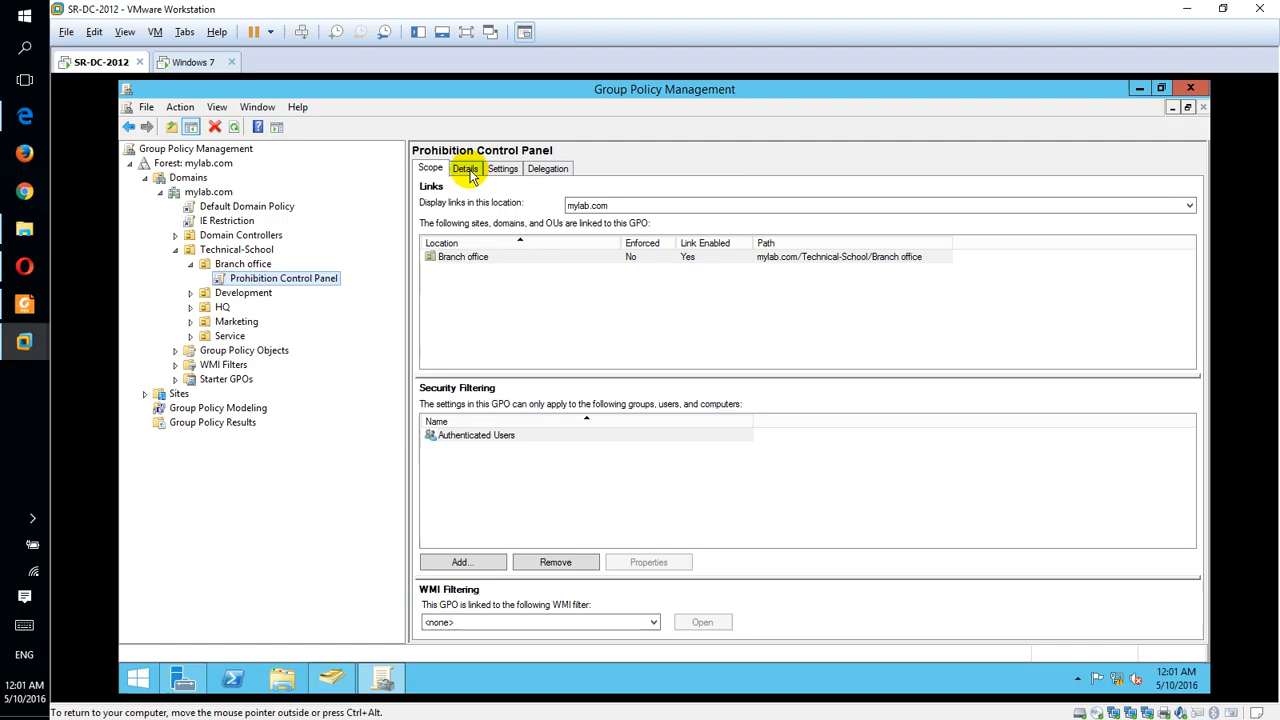 SR-DC-2012 - VMware Workstation
File Edit View VM Tabs Help
SR-DC-2012 Windows 7
Group Policy Management
File Action View Window Help
Group Policy Management
Forest: mylab.com
Domains
mylab.com
Default Domain Policy
IE Restriction
Domain Controllers
Technical-School
Branch office
Prohibition Control Panel
Development
HQ
Marketing
Service
Group Policy Objects
WMI Filters
Starter GPOs
Sites
Group Policy Modeling
Group Policy Results
Prohibition Control Panel
Scope Details Settings Delegation
Links
Display links in this location: mylab.com
The following sites, domains, and OUs are linked to this GPO:
Location Enforced Link Enabled Path
Branch office No Yes mylab.com/Technical-School/Branch office
Security Filtering
The settings in this GPO can only apply to the following groups, users, and computers:
Name
Authenticated Users
Add... Remove Properties
WMI Filtering
This GPO is linked to the following WMI filter:
<none> Open
12:01 AM
5/10/2016
ENG
12:01 AM
5/10/2016
To return to your computer, move the mouse pointer outside or press Ctrl+Alt.